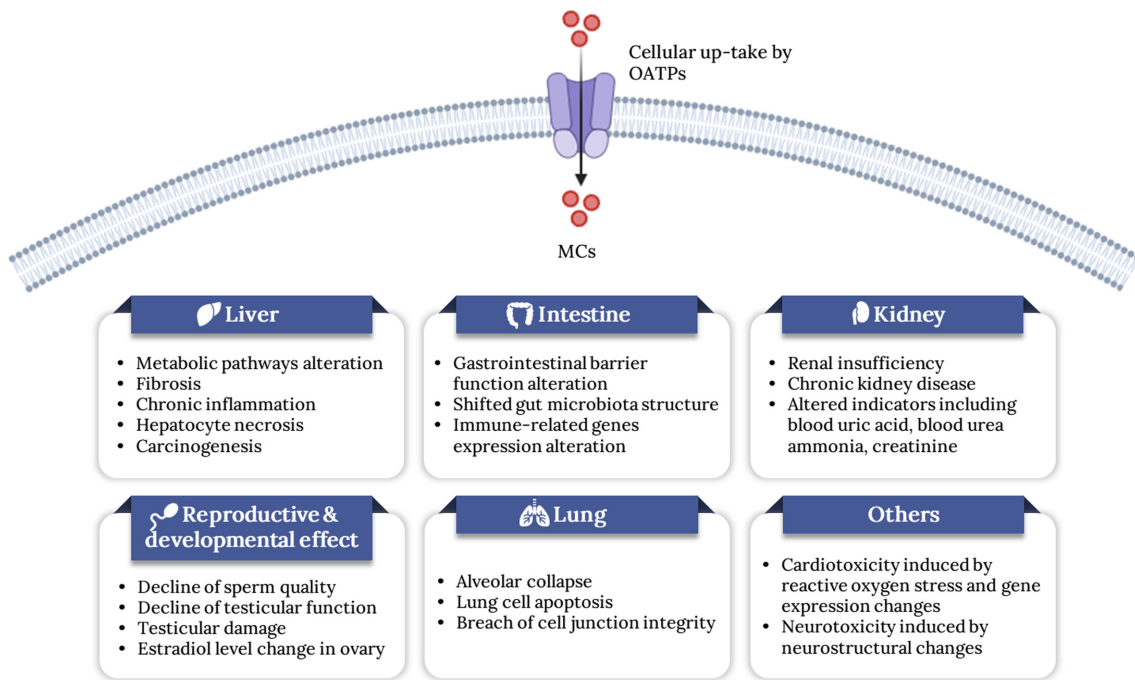 Cellular up-take by
OATPs
MCs
Liver
• Metabolic pathways alteration
• Fibrosis
• Chronic inflammation
• Hepatocyte necrosis
• Carcinogenesis
Intestine
• Gastrointestinal barrier
function alteration
• Shifted gut microbiota structure
• Immune-related genes
expression alteration
Kidney
• Renal insufficiency
• Chronic kidney disease
• Altered indicators including
blood uric acid, blood urea
ammonia, creatinine
Reproductive &
developmental effect
• Decline of sperm quality
• Decline of testicular function
• Testicular damage
• Estradiol level change in ovary
Lung
• Alveolar collapse
• Lung cell apoptosis
• Breach of cell junction integrity
Others
• Cardiotoxicity induced by
reactive oxygen stress and gene
expression changes
• Neurotoxicity induced by
neurostructural changes